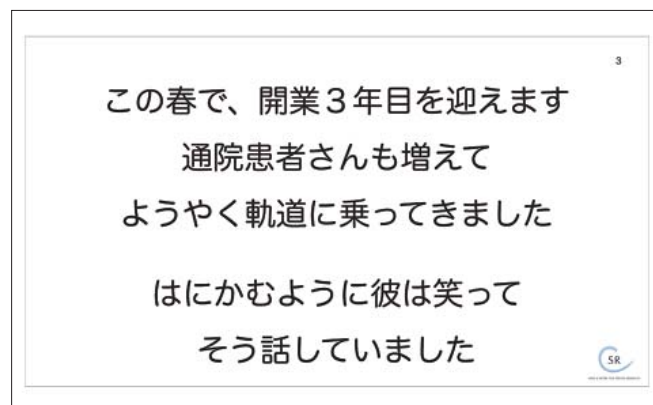 3
この春で、開業３年目を迎えます
通院患者さんも増えて
ようやく軌道に乗ってきました
はにかむように彼は笑って
そう話していました
SR